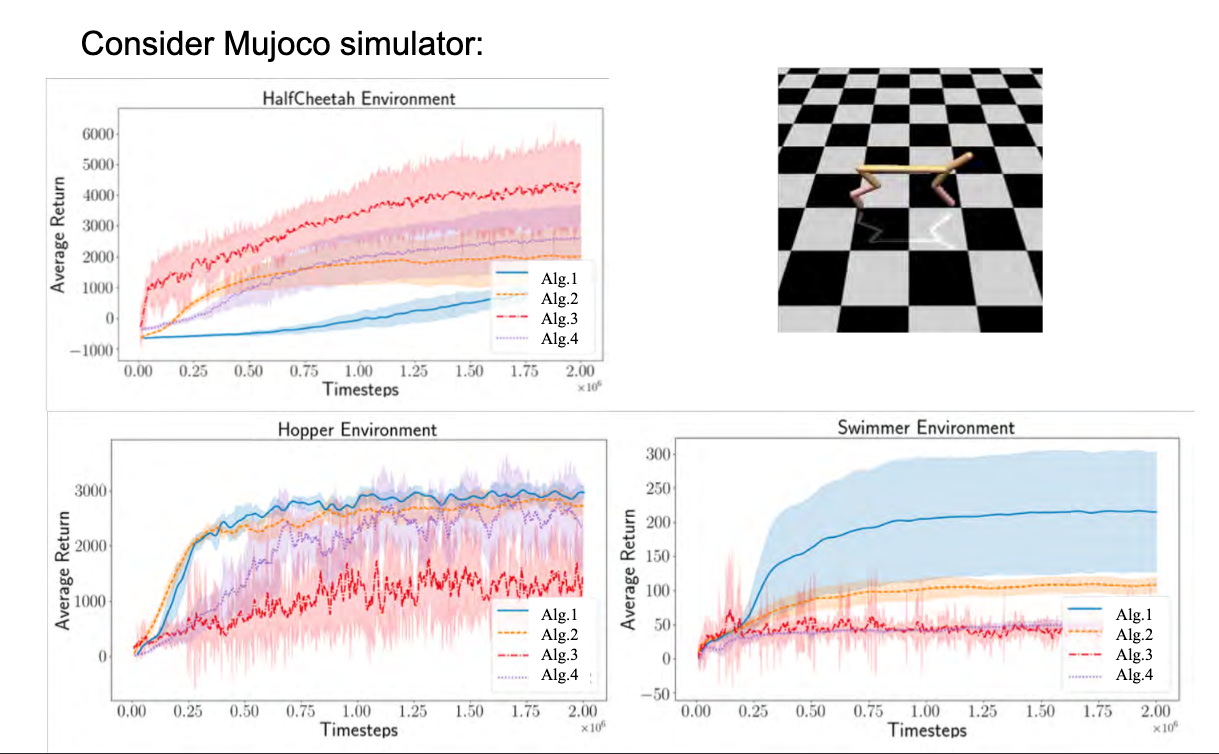 Consider Mujoco simulator:
HalfCheetah Environment
Average Return
6000
5000
4000
3000
2000
1000
0
−1000
Alg.1
Alg.2
Alg.3
Alg.4
0.00 0.25 0.50 0.75 1.00 1.25 1.50 1.75 2.00
Timesteps
×10⁶
Hopper Environment
Average Return
3000
2000
1000
0
Alg.1
Alg.2
Alg.3
Alg.4
0.00 0.25 0.50 0.75 1.00 1.25 1.50 1.75 2.00
Timesteps
×10⁶
Swimmer Environment
Average Return
300
250
200
150
100
50
0
−50
Alg.1
Alg.2
Alg.3
Alg.4
0.00 0.25 0.50 0.75 1.00 1.25 1.50 1.75 2.00
Timesteps
×10⁶